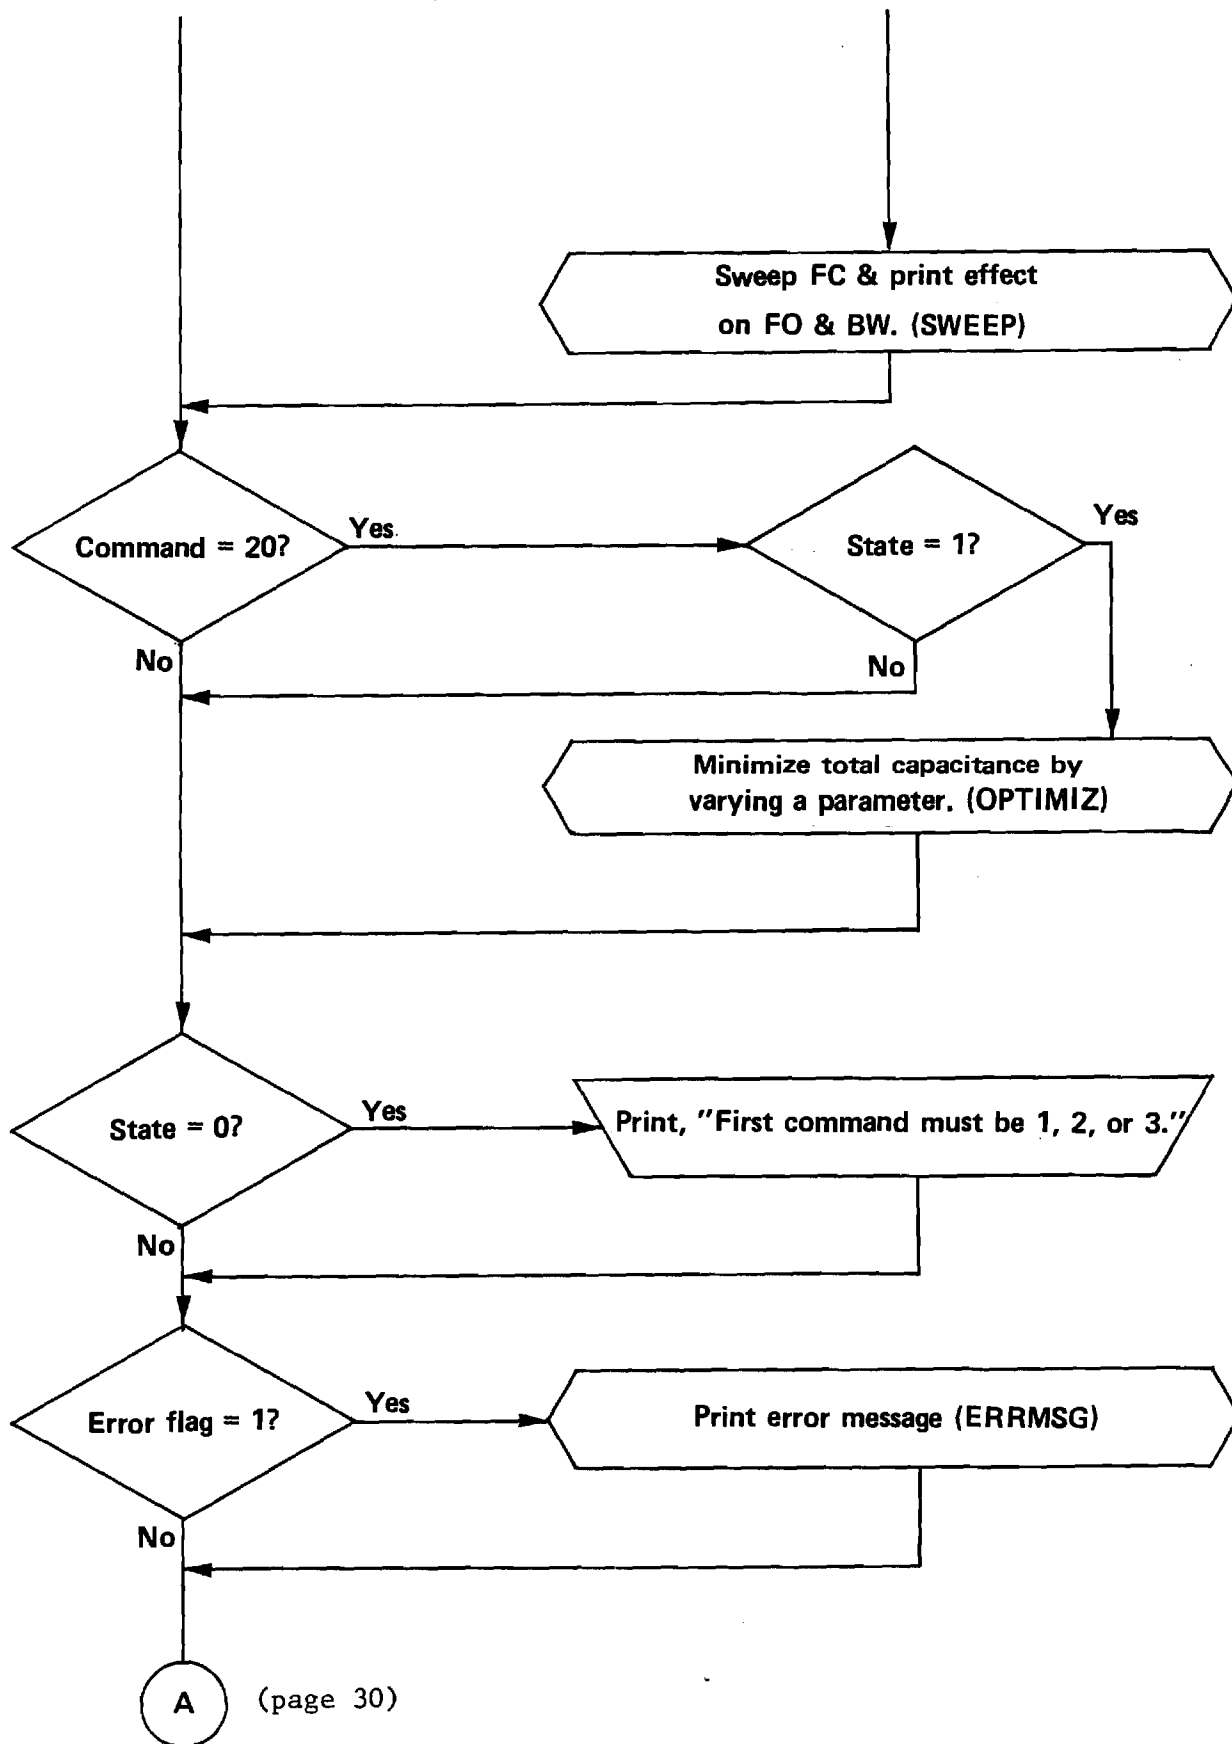 Sweep FC & print effect
on FO & BW. (SWEEP)
Command = 20?
Yes
State = 1?
Yes
No
No
Minimize total capacitance by
varying a parameter. (OPTIMIZ)
State = 0?
Yes
Print, "First command must be 1, 2, or 3."
No
Error flag = 1?
Yes
Print error message (ERRMSG)
No
A
(page 30)